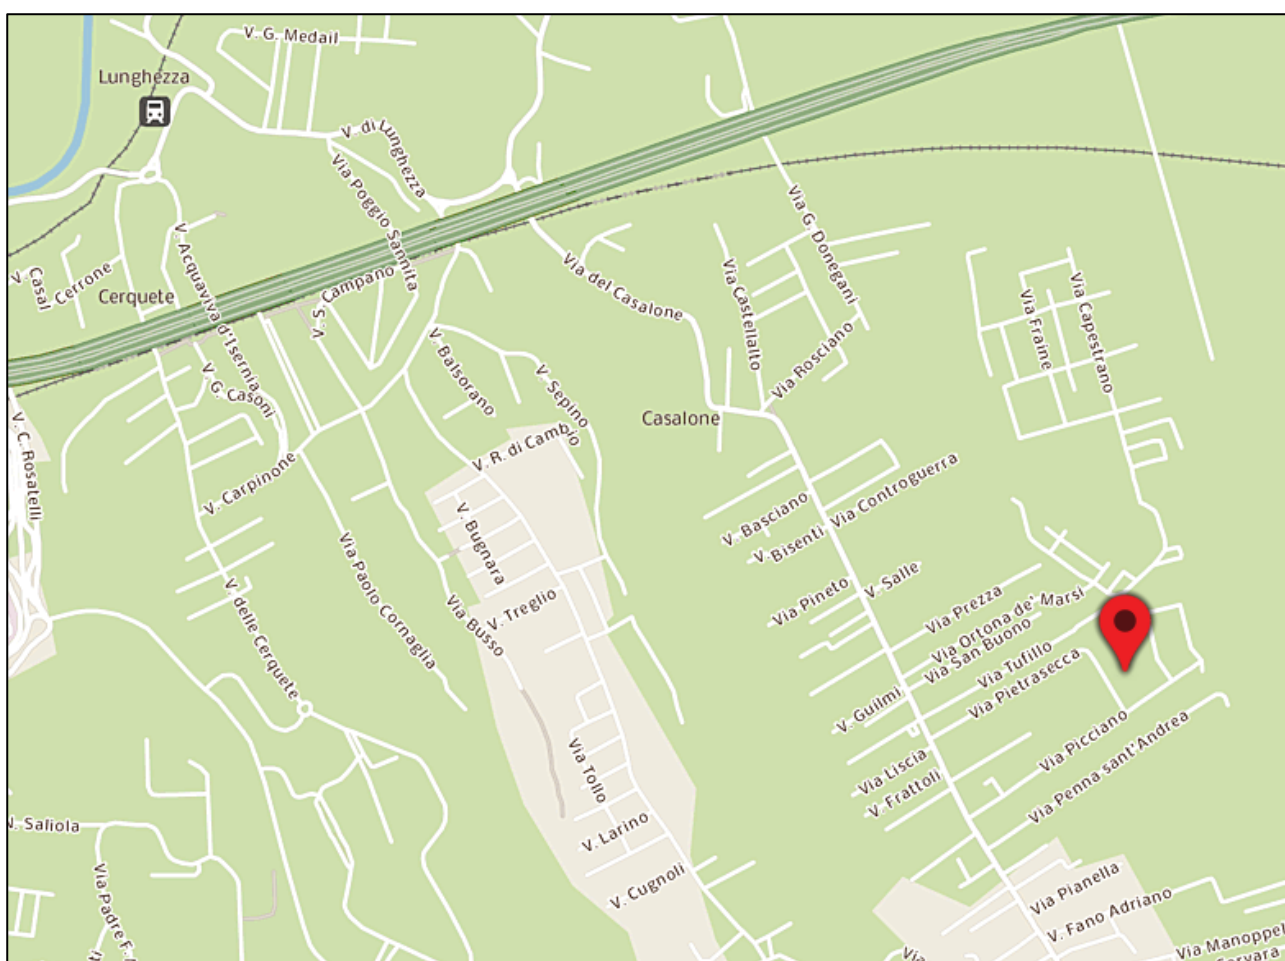 V. G. Medail
Lunghezza
V. di Lunghezza
Via Poggio Sannita
V. Acquaviva d'Isernia
Via G. Donegani
V. Casal
Cerrone
Cerquete
V. S. Campano
Via del Casalone
Via Castellalto
Via Fraine
Via Capestrano
V. Balsorano
V. Sepino
Via Rosciano
V. G. Casoni
V. C. Rosatelli
Casalone
V. R. di Cambio
V. Carpinone
Via Controguerra
V. Basciano
V. Bisenti
V. Bugnara
Via Paolo Cornaglia
V. Salle
Via Pineto
V. Treglio
Via Busso
V. delle Cerquete
Via Prezza
Via Ortona de' Marsi
Via San Buono
Via Tufillo
Via Pietrasecca
V. Guilmi
Via Picciano
Via Penna sant'Andrea
Via Liscia
V. Frattoli
Via Tollo
V. Larino
V. Saliola
V. Cugnoli
Via Padre F.
Via Pianella
V. Fano Adriano
Via Manoppel